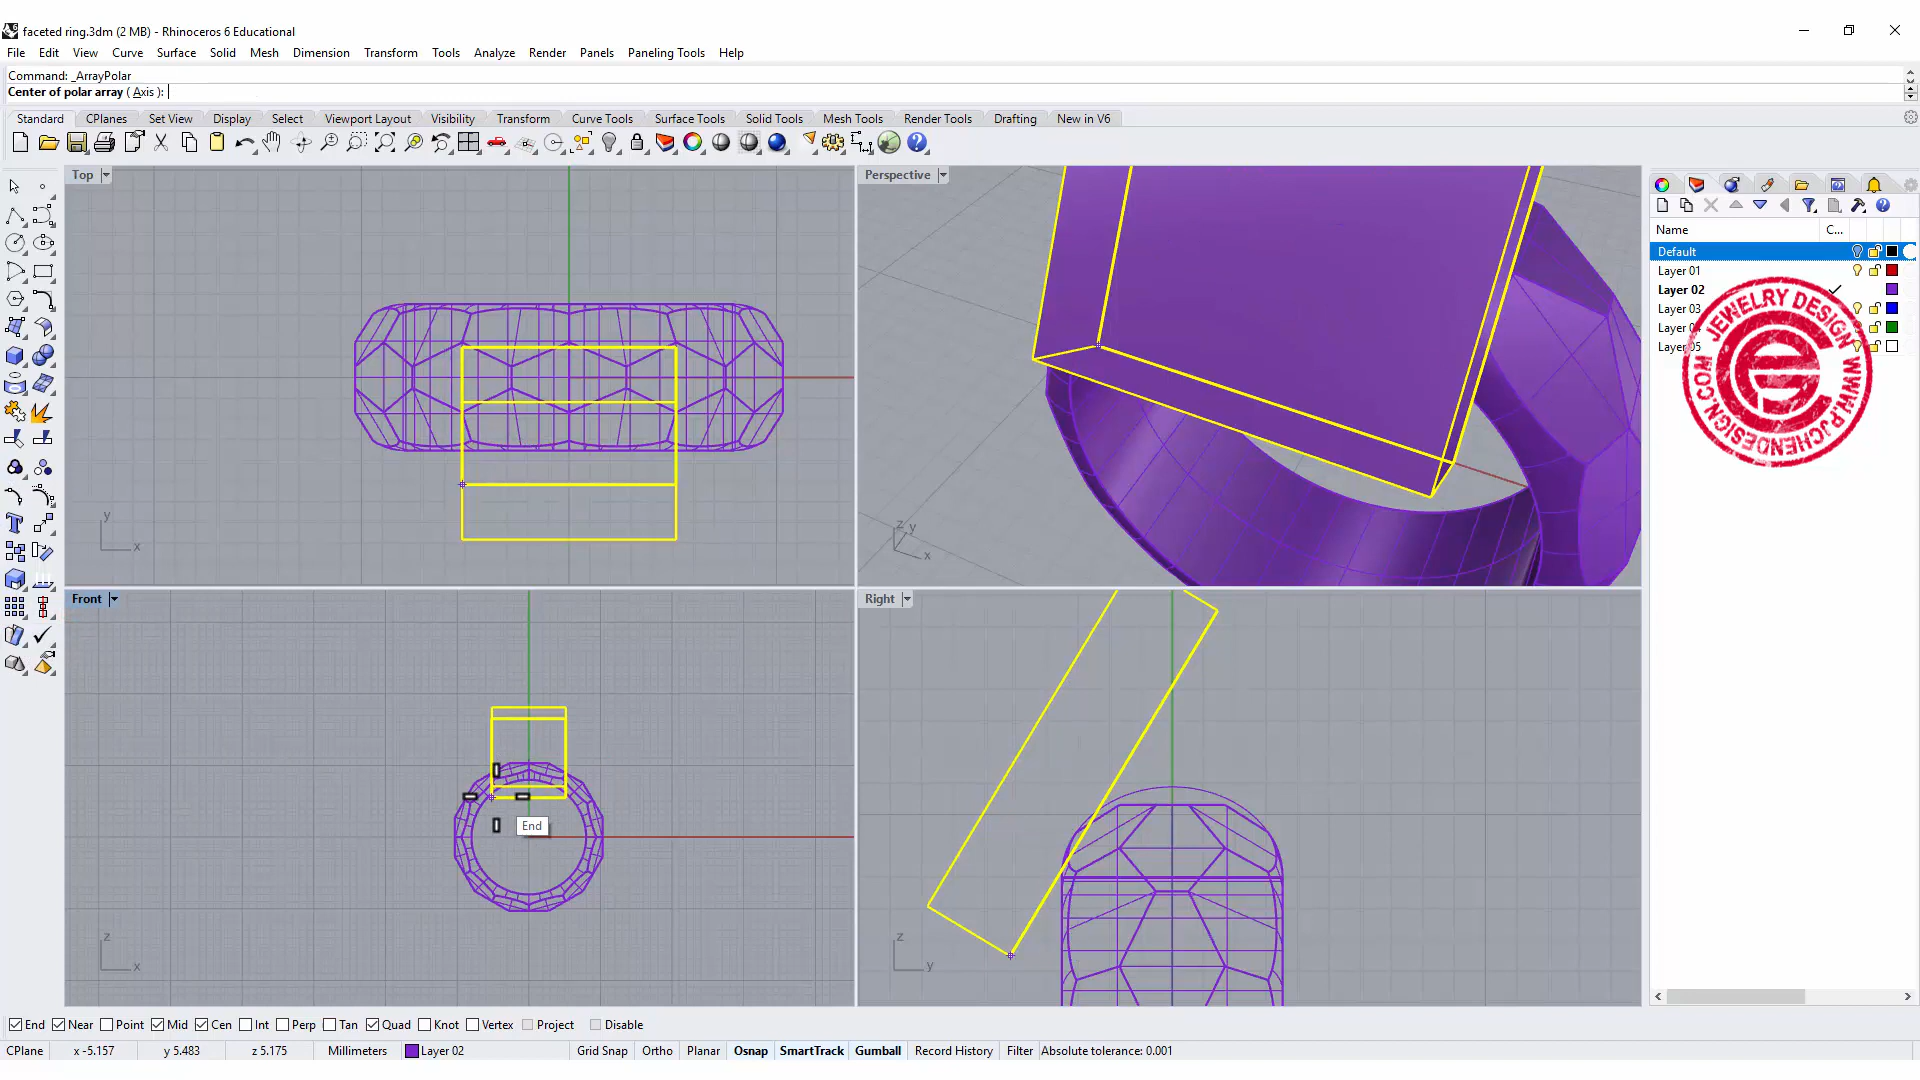 faceted ring.3dm (2 MB) - Rhinoceros 6 Educational
File Edit View Curve Surface Solid Mesh Dimension Transform Tools Analyze Render Panels Paneling Tools Help
Command: _ArrayPolar
Center of polar array ( Axis ):
Standard CPlanes Set View Display Select Viewport Layout Visibility Transform Curve Tools Surface Tools Solid Tools Mesh Tools Render Tools Drafting New in V6
Top
Perspective
Name C...
Default
Layer 01
Layer 02
Layer 03
Layer 05
JEWELRY DESIGN WWW.PJCHENDESIGN.COM
y
x
z
y
x
Front
Right
End
z
x
z
y
End Near Point Mid Cen Int Perp Tan Quad Knot Vertex Project Disable
CPlane x -5.157 y 5.483 z 5.175 Millimeters Layer 02 Grid Snap Ortho Planar Osnap SmartTrack Gumball Record History Filter Absolute tolerance: 0.001